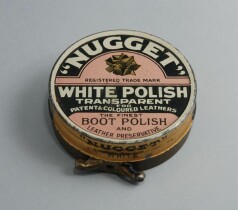 "NUGGET"
REGISTERED TRADE MARK
WHITE POLISH
TRANSPARENT
FOR
PATENT & COLOURED LEATHERS
THE FINEST
BOOT POLISH
AND
LEATHER PRESERVATIVE
"NUGGET"
WHITE